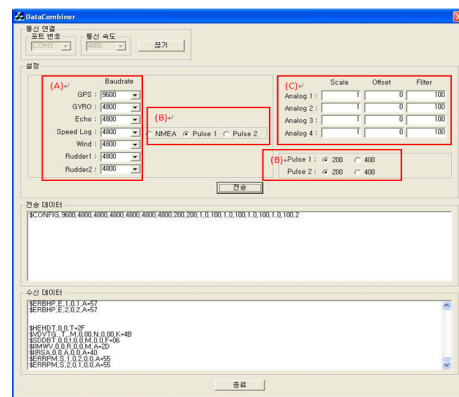 DataCombiner
통신 연결
포트 번호 통신 속도
COM3 4800 끊기
설정
(A)↵ Baudrate
GPS : 9600
GYRO : 4800
Echo : 4800
Speed Log : 4800
Wind : 4800
Rudder1 : 4800
Rudder2 : 4800
(B)↵
NMEA Pulse 1 Pulse 2
(C)↵ Scale Offset Filter
Analog 1 : 1 0 100
Analog 2 : 1 0 100
Analog 3 : 1 0 100
Analog 4 : 1 0 100
(B)↵ Pulse 1 : 200 400
Pulse 2 : 200 400
전송
전송 데이터
$CONFIG,9600,4800,4800,4800,4800,4800,4800,200,200,1,0,100,1,0,100,1,0,100,1,0,100,2
수신 데이터
$ERBHP,E,1,0,1,A*57
$ERBHP,E,2,0,2,A*57
$HEHDT,0,0,T*2F
$VDVTG,,T,,M,0.00,N,0.00,K*4B
$SDDBT,0,0,f,0,0,M,0,0,F*06
$IIMWV,0,0,R,0,0,M,A*2D
$IIRSA,0,0,A,0,0,A*40
$ERRPM,S,1,0,2,0,0,A*55
$ERRPM,S,2,0,1,0,0,A*55
종료